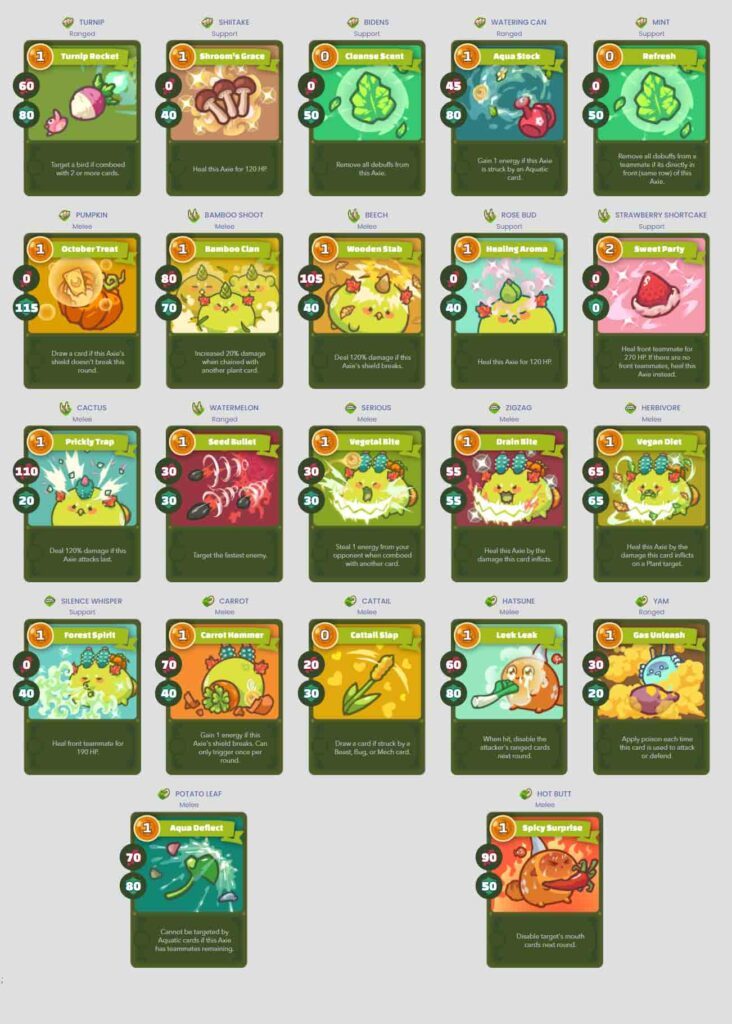 TURNIP
Ranged
1
Turnip Rocket
60
80
Target a bird if comboed
with 2 or more cards.
SHIITAKE
Support
1
Shroom's Grace
0
40
Heal this Axie for 120 HP.
BIDENS
Support
0
Cleanse Scent
0
50
Remove all debuffs from
this Axie.
WATERING CAN
Ranged
1
Aqua Stock
45
80
Gain 1 energy if this Axie
is struck by an Aquatic
card.
MINT
Support
0
Refresh
0
50
Remove all debuffs from a
teammate if its directly in
front (same row) of this
Axie.
PUMPKIN
Melee
1
October Treat
0
115
Draw a card if this Axie's
shield doesn't break this
round.
BAMBOO SHOOT
Melee
1
Bamboo Clan
80
70
Increased 20% damage
when chained with
another plant card.
BEECH
Melee
1
Wooden Stab
105
40
Deal 120% damage if this
Axie's shield breaks.
ROSE BUD
Support
1
Healing Aroma
0
40
Heal this Axie for 120 HP.
STRAWBERRY SHORTCAKE
Support
2
Sweet Party
0
0
Heal front teammate for
270 HP. If there are no
front teammates, heal this
Axie instead.
CACTUS
Melee
1
Prickly Trap
110
20
Deal 120% damage if this
Axie attacks last.
WATERMELON
Ranged
1
Seed Bullet
30
30
Target the fastest enemy.
SERIOUS
Melee
1
Vegetal Bite
30
30
Steal 1 energy from your
opponent when comboed
with another card.
ZIGZAG
Melee
1
Drain Bite
55
55
Heal this Axie by the
damage this card inflicts.
HERBIVORE
Melee
1
Vegan Diet
65
65
Heal this Axie by the
damage this card inflicts
on a Plant target.
SILENCE WHISPER
Support
1
Forest Spirit
0
40
Heal front teammate for
190 HP.
CARROT
Melee
1
Carrot Hammer
70
40
Gain 1 energy if this
Axie's shield breaks. Can
only trigger once per
round.
CATTAIL
Melee
0
Cattail Slap
20
30
Draw a card if struck by a
Beast, Bug, or Mech card.
HATSUNE
Melee
1
Leek Leak
60
80
When hit, disable the
attacker's ranged cards
next round.
YAM
Ranged
1
Gas Unleash
30
20
Apply poison each time
this card is used to attack
or defend.
POTATO LEAF
Melee
1
Aqua Deflect
70
80
Cannot be targeted by
Aquatic cards if this Axie
has teammates remaining.
HOT BUTT
Melee
1
Spicy Surprise
90
50
Disable target's mouth
cards next round.
;